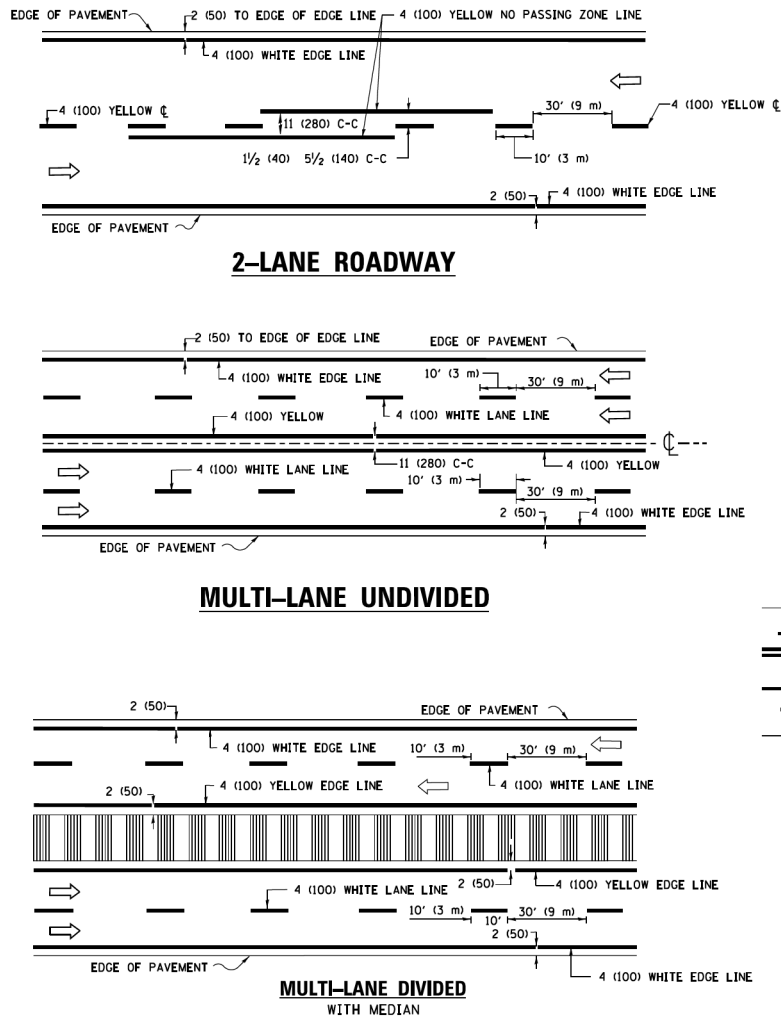 EDGE OF PAVEMENT
2 (50) TO EDGE OF EDGE LINE
4 (100) YELLOW NO PASSING ZONE LINE
4 (100) WHITE EDGE LINE
4 (100) YELLOW ℄
11 (280) C-C
30' (9 m)
4 (100) YELLOW ℄
1½ (40) 5½ (140) C-C
10' (3 m)
2 (50)
4 (100) WHITE EDGE LINE
EDGE OF PAVEMENT
2–LANE ROADWAY
2 (50) TO EDGE OF EDGE LINE
EDGE OF PAVEMENT
4 (100) WHITE EDGE LINE
10' (3 m)
30' (9 m)
4 (100) YELLOW
4 (100) WHITE LANE LINE
℄
4 (100) WHITE LANE LINE
11 (280) C-C
4 (100) YELLOW
10' (3 m)
30' (9 m)
2 (50)
4 (100) WHITE EDGE LINE
EDGE OF PAVEMENT
MULTI–LANE UNDIVIDED
2 (50)
EDGE OF PAVEMENT
4 (100) WHITE EDGE LINE
10' (3 m)
30' (9 m)
2 (50)
4 (100) YELLOW EDGE LINE
4 (100) WHITE LANE LINE
4 (100) WHITE LANE LINE
2 (50)
4 (100) YELLOW EDGE LINE
10' (3 m)
30' (9 m)
10'
2 (50)
EDGE OF PAVEMENT
4 (100) WHITE EDGE LINE
MULTI–LANE DIVIDED
WITH MEDIAN